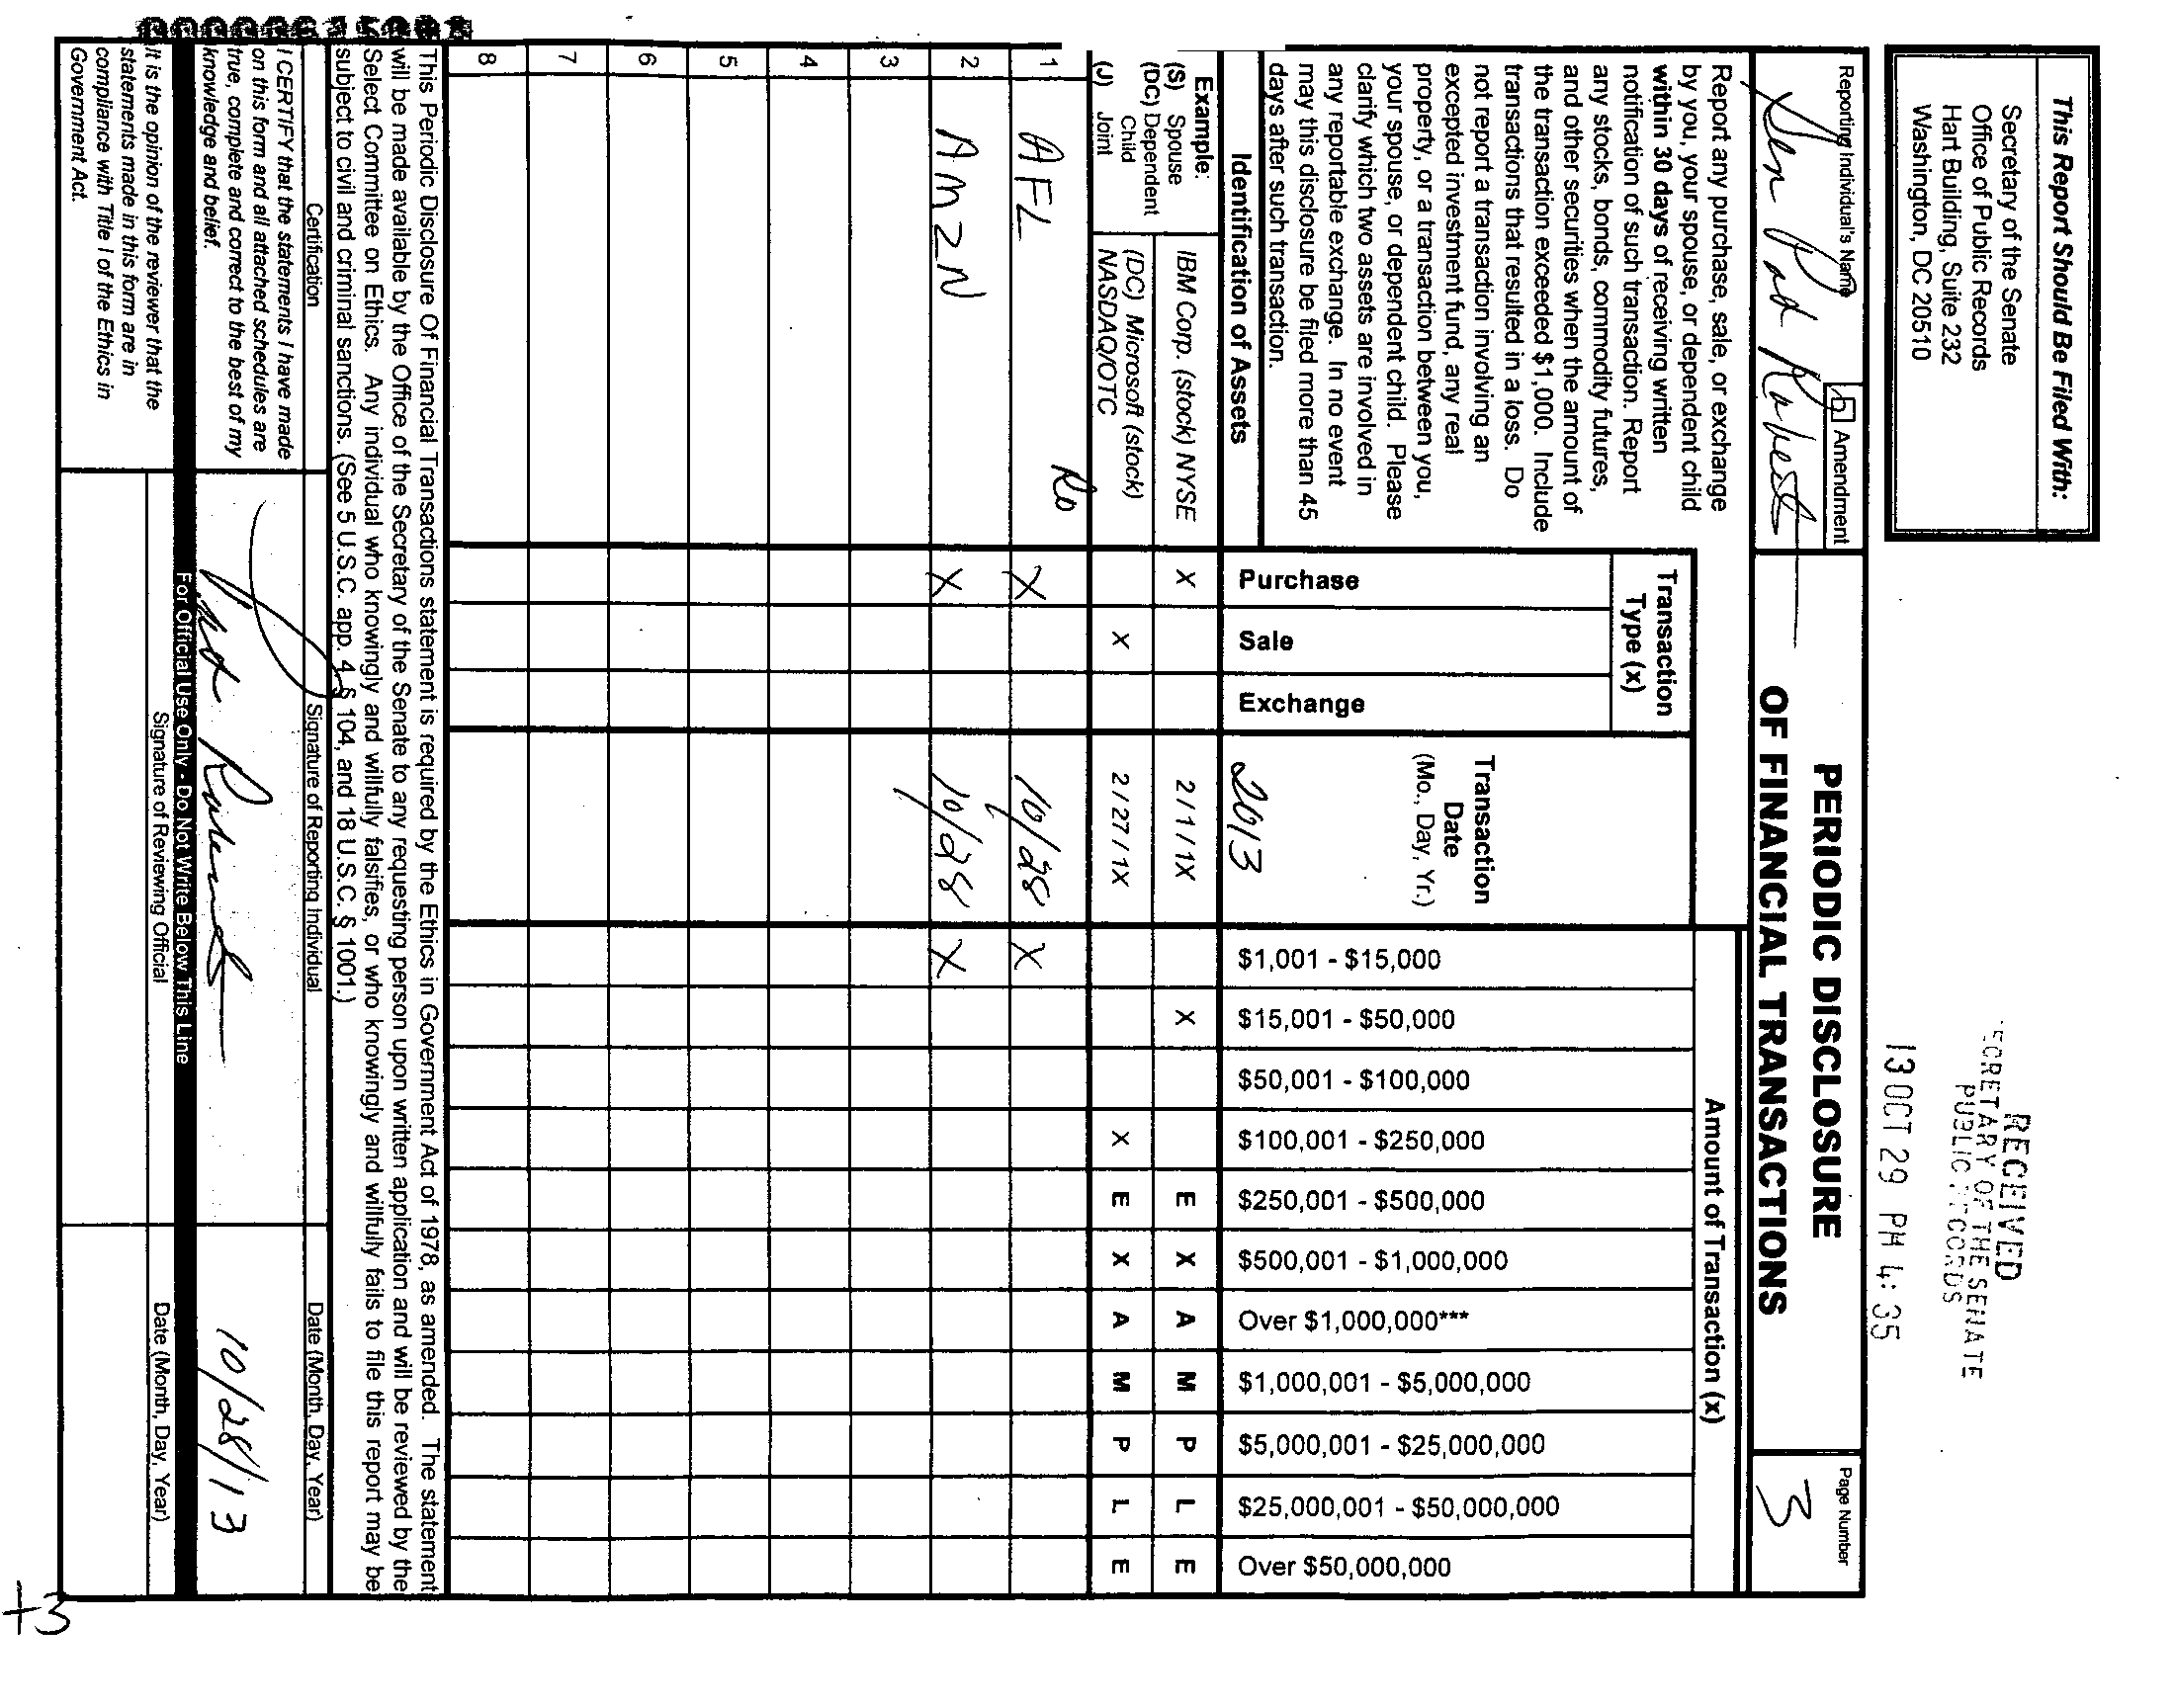 This Report Should Be Filed With:
Secretary of the Senate
Office of Public Records
Hart Building, Suite 232
Washington, DC 20510
RECEIVED
SECRETARY OF THE SENATE
PUBLIC RECORDS
13 OCT 29 PM 4:35
Reporting Individual's Name
Amendment
Sen Pat Roberts
PERIODIC DISCLOSURE
OF FINANCIAL TRANSACTIONS
Page Number
3
Report any purchase, sale, or exchange
by you, your spouse, or dependent child
within 30 days of receiving written
notification of such transaction. Report
any stocks, bonds, commodity futures,
and other securities when the amount of
the transaction exceeded $1,000. Include
transactions that resulted in a loss. Do
not report a transaction involving an
excepted investment fund, any real
property, or a transaction between you,
your spouse, or dependent child. Please
clarify which two assets are involved in
any reportable exchange. In no event
may this disclosure be filed more than 45
days after such transaction.
Identification of Assets
Transaction
Type (x)
Purchase
Sale
Exchange
Transaction
Date
(Mo., Day, Yr.)
2013
Amount of Transaction (x)
$1,001 - $15,000
$15,001 - $50,000
$50,001 - $100,000
$100,001 - $250,000
$250,001 - $500,000
$500,001 - $1,000,000
Over $1,000,000***
$1,000,001 - $5,000,000
$5,000,001 - $25,000,000
$25,000,001 - $50,000,000
Over $50,000,000
Example:
(S) Spouse
(DC) Dependent
Child
(J) Joint
IBM Corp. (stock) NYSE X 2/1/1X X E X A M P L E
(DC) Microsoft (stock)
NASDAQ/OTC X 2/27/1X X E X A M P L E
1 AFL X 10/28 X
2 AMZN X 10/28 X
3
4
5
6
7
8
This Periodic Disclosure Of Financial Transactions statement is required by the Ethics in Government Act of 1978, as amended. The statement
will be made available by the Office of the Secretary of the Senate to any requesting person upon written application and will be reviewed by the
Select Committee on Ethics. Any individual who knowingly and willfully falsifies, or who knowingly and willfully fails to file this report may be
subject to civil and criminal sanctions. (See 5 U.S.C. app. 4 § 104, and 18 U.S.C. § 1001.)
Certification
Signature of Reporting Individual
Date (Month, Day, Year)
I CERTIFY that the statements I have made
on this form and all attached schedules are
true, complete and correct to the best of my
knowledge and belief.
Pat Roberts
10/28/13
For Official Use Only - Do Not Write Below This Line
It is the opinion of the reviewer that the
statements made in this form are in
compliance with Title I of the Ethics in
Government Act.
Signature of Reviewing Official
Date (Month, Day, Year)
+3